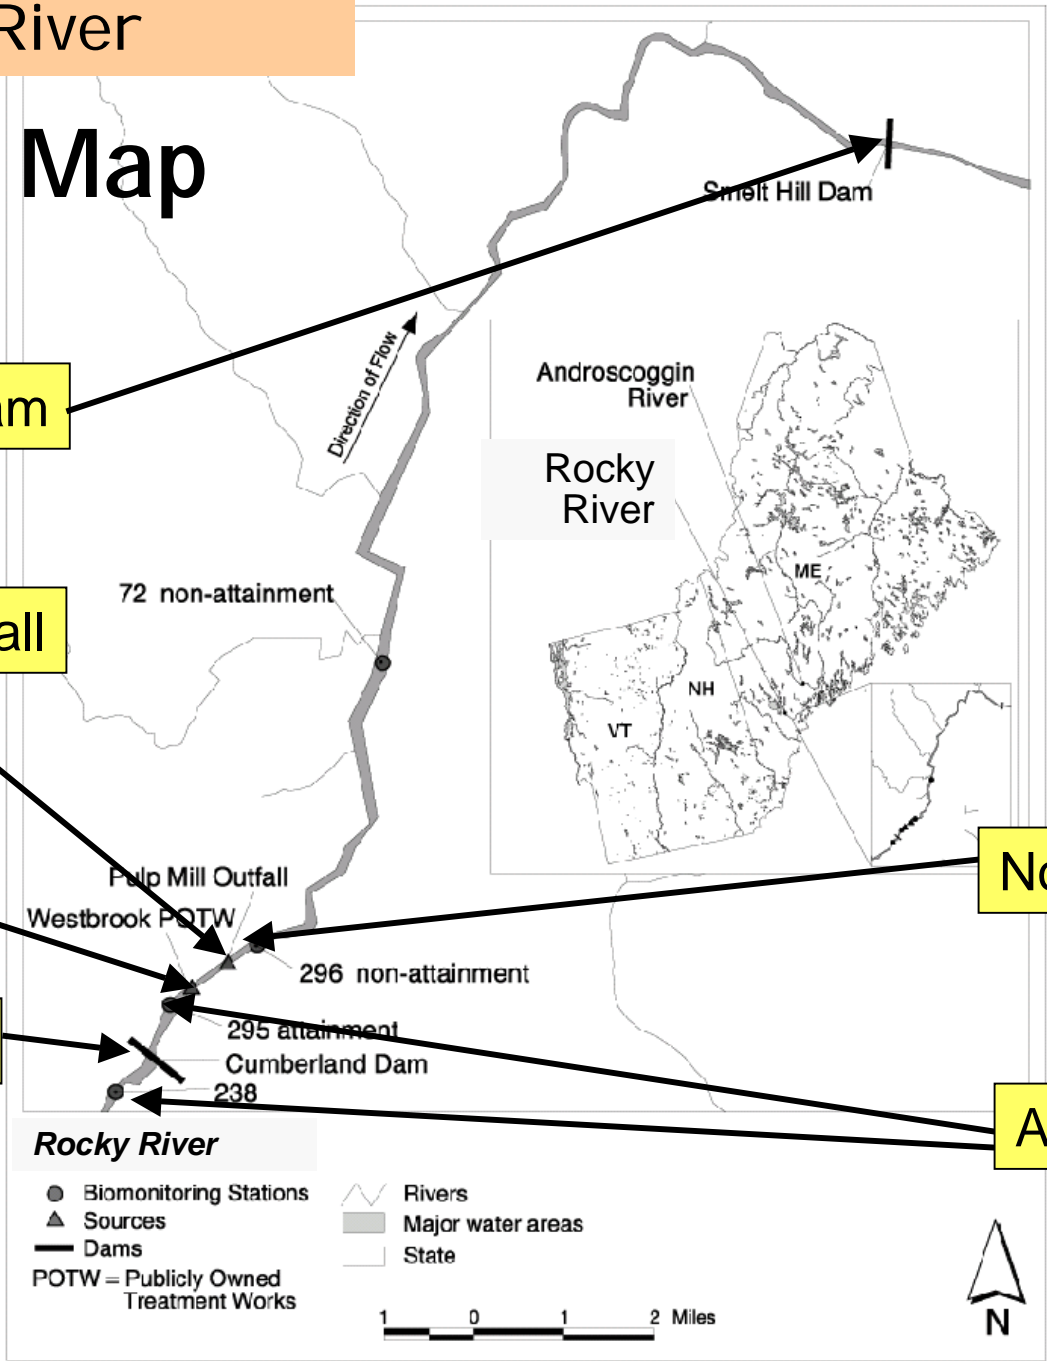 River
Map
Smelt Hill Dam
Direction of Flow
am
Androscoggin
River
Rocky
River
ME
72 non-attainment
all
NH
VT
Pulp Mill Outfall
Westbrook POTW
No
296 non-attainment
295 attainment
Cumberland Dam
238
A
Rocky River
Biomonitoring Stations
Sources
Dams
POTW = Publicly Owned
Treatment Works
Rivers
Major water areas
State
1 0 1 2 Miles
N